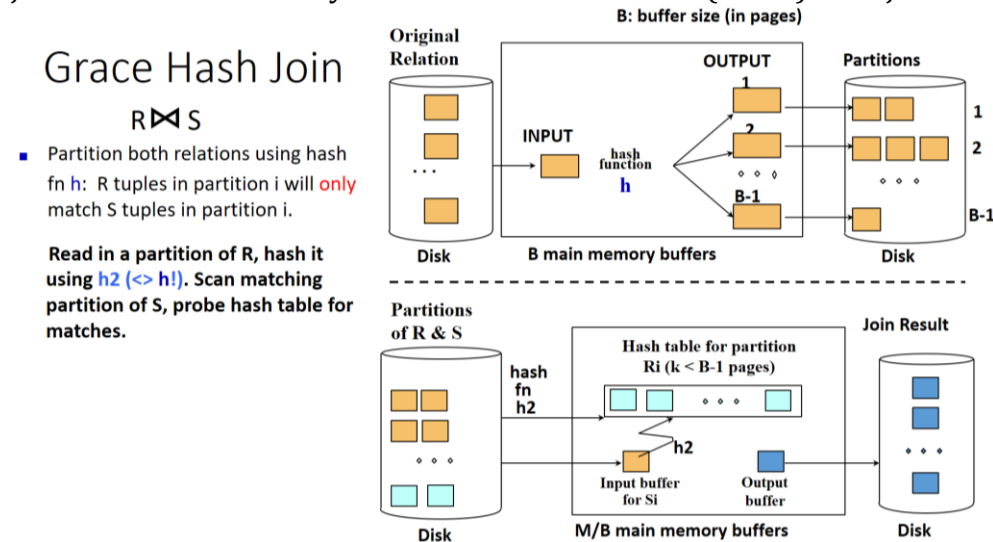 B: buffer size (in pages)
Grace Hash Join
R⋈S
Partition both relations using hash
fn h: R tuples in partition i will only
match S tuples in partition i.
Read in a partition of R, hash it
using h2 (<> h!). Scan matching
partition of S, probe hash table for
matches.
Original
Relation
OUTPUT
Partitions
1
INPUT
2
hash
function
h
B-1
1
2
B-1
Disk
B main memory buffers
Disk
Partitions
of R & S
Join Result
Hash table for partition
Ri (k < B-1 pages)
hash
fn
h2
h2
Input buffer
for Si
Output
buffer
Disk
M/B main memory buffers
Disk